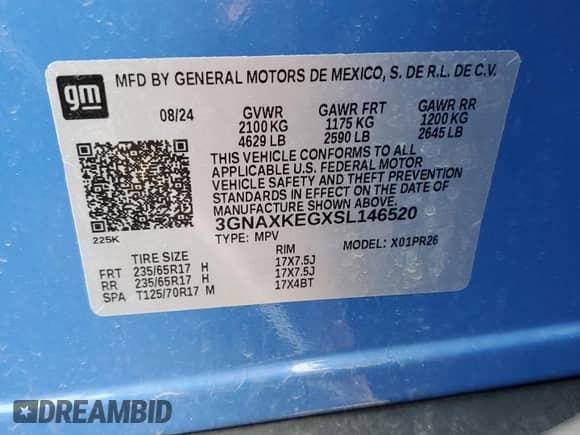 gm
MFD BY GENERAL MOTORS DE MEXICO, S. DE R.L. DE C.V.
08/24 GVWR GAWR FRT GAWR RR
2100 KG 1175 KG 1200 KG
4629 LB 2590 LB 2645 LB
THIS VEHICLE CONFORMS TO ALL
APPLICABLE U.S. FEDERAL MOTOR
VEHICLE SAFETY AND THEFT PREVENTION
STANDARDS IN EFFECT ON THE DATE OF
MANUFACTURE SHOWN ABOVE.
3GNAXKEGXSL146520
225K
TYPE: MPV MODEL: X01PR26
TIRE SIZE RIM
FRT 235/65R17 H 17X7.5J
RR 235/65R17 H 17X7.5J
SPA T125/70R17 M 17X4BT
DREAMBID